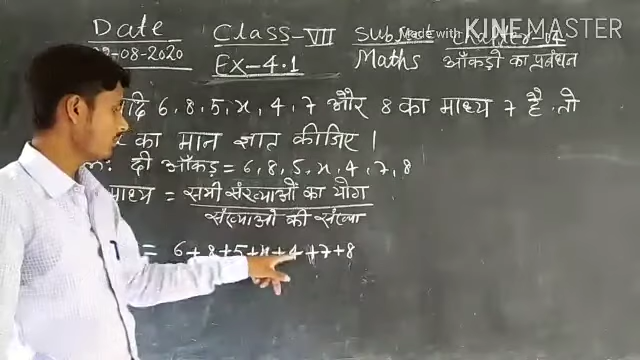 Date Class-VII Subject
-08-2020 Ex-4.1 Maths आँकड़ो का प्रबंधन
Made with KINEMASTER
यदि 6, 8, 5, x, 4, 7 और 8 का माध्य 7 है, तो
x का मान ज्ञात कीजिए ।
दी आँकड़ = 6, 8, 5, x, 4, 7, 8
माध्य = सभी संख्याओं का योग
संख्याओ की संख्या
= 6+8+5+x+4+7+8